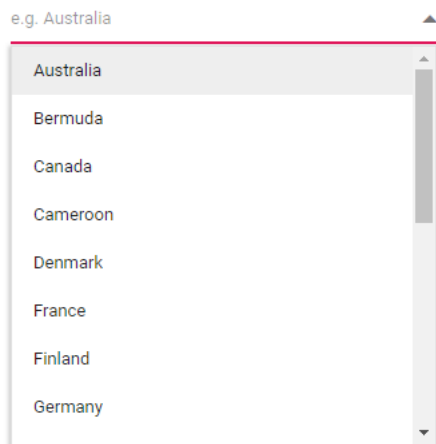 e.g. Australia
Australia
Bermuda
Canada
Cameroon
Denmark
France
Finland
Germany